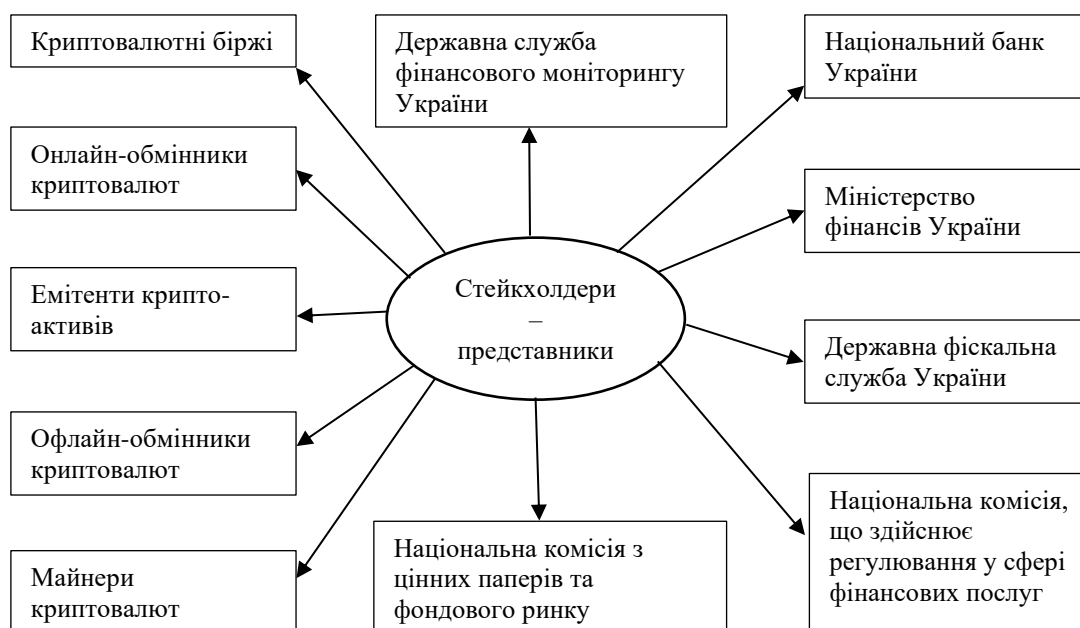 Криптовалютні біржі
Державна служба
фінансового моніторингу
України
Національний банк
України
Онлайн-обмінники
криптовалют
Міністерство
фінансів України
Емітенти крипто-
активів
Стейкхолдери
–
представники
Державна фіскальна
служба України
Офлайн-обмінники
криптовалют
Національна комісія,
що здійснює
регулювання у сфері
фінансових послуг
Майнери
криптовалют
Національна комісія з
цінних паперів та
фондового ринку